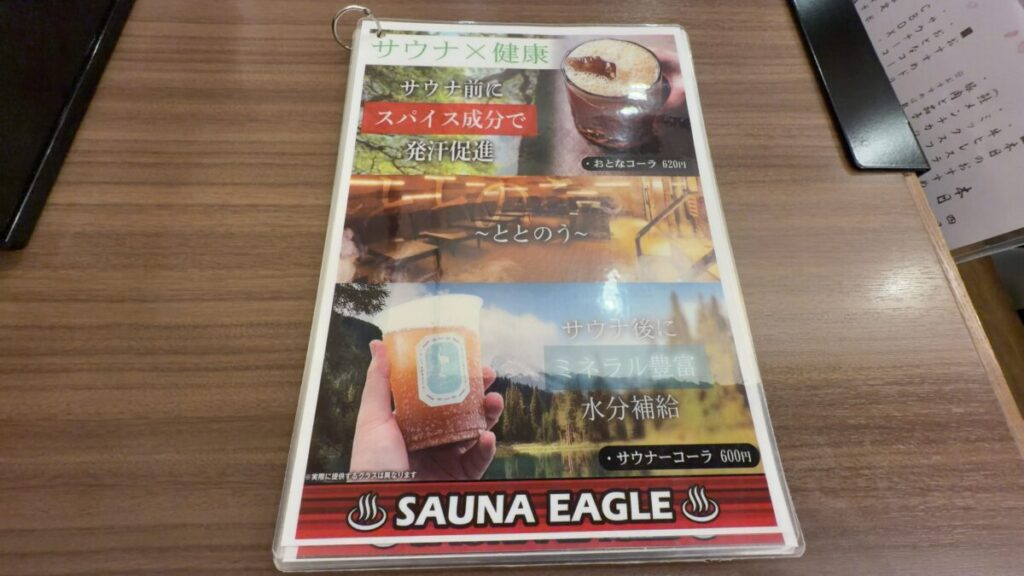 サウナ×健康
サウナ前に
スパイス成分で
発汗促進
・おとなコーラ 620円
~ととのう~
サウナ後に
ミネラル豊富
水分補給
・サウナーコーラ 600円
※実際に提供するグラスは異なります
SAUNA EAGLE
本日